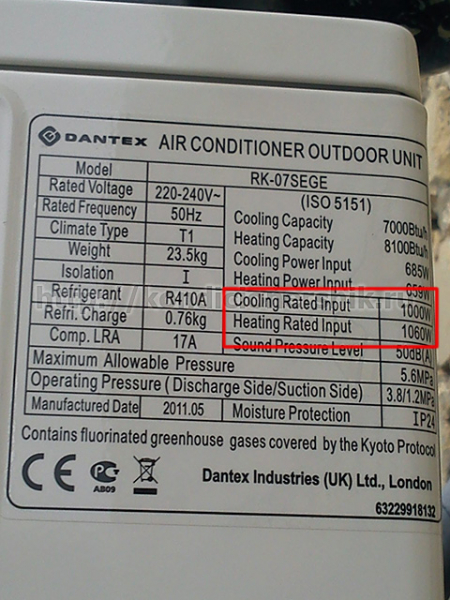 DANTEX AIR CONDITIONER OUTDOOR UNIT
Model RK-07SEGE
Rated Voltage 220-240V~
Rated Frequency 50Hz
Climate Type T1
Weight 23.5kg
Isolation I
Refrigerant R410A
Refri. Charge 0.76kg
Comp. LRA 17A
(ISO 5151)
Cooling Capacity 7000Btu/h
Heating Capacity 8100Btu/h
Cooling Power Input 685W
Heating Power Input 659W
Cooling Rated Input 1000W
Heating Rated Input 1060W
Sound Pressure Level 50dB(A)
Maximum Allowable Pressure 5.6MPa
Operating Pressure ( Discharge Side/Suction Side) 3.8/1.2MPa
Manufactured Date 2011.05 Moisture Protection IP24
Contains fluorinated greenhouse gases covered by the Kyoto Protocol
CE PC AB09
Dantex Industries (UK) Ltd., London
63229918132